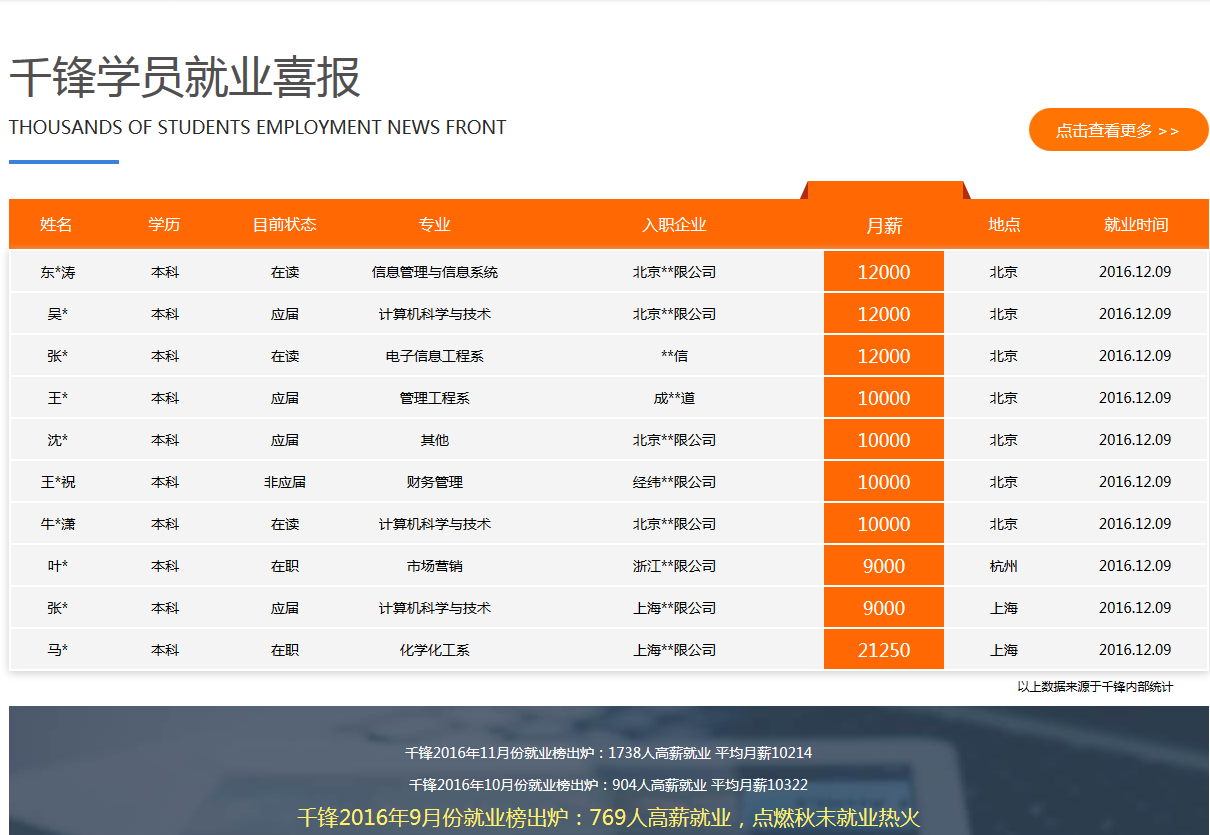 千锋学员就业喜报
THOUSANDS OF STUDENTS EMPLOYMENT NEWS FRONT
点击查看更多 >>
姓名 学历 目前状态 专业 入职企业 月薪 地点 就业时间
东*涛 本科 在读 信息管理与信息系统 北京**限公司 12000 北京 2016.12.09
吴* 本科 应届 计算机科学与技术 北京**限公司 12000 北京 2016.12.09
张* 本科 在读 电子信息工程系 **信 12000 北京 2016.12.09
王* 本科 应届 管理工程系 成**道 10000 北京 2016.12.09
沈* 本科 应届 其他 北京**限公司 10000 北京 2016.12.09
王*祝 本科 非应届 财务管理 经纬**限公司 10000 北京 2016.12.09
牛*潇 本科 在读 计算机科学与技术 北京**限公司 10000 北京 2016.12.09
叶* 本科 在职 市场营销 浙江**限公司 9000 杭州 2016.12.09
张* 本科 应届 计算机科学与技术 上海**限公司 9000 上海 2016.12.09
马* 本科 在职 化学化工系 上海**限公司 21250 上海 2016.12.09
以上数据来源于千锋内部统计
千锋2016年11月份就业榜出炉：1738人高薪就业 平均月薪10214
千锋2016年10月份就业榜出炉：904人高薪就业 平均月薪10322
千锋2016年9月份就业榜出炉：769人高薪就业，点燃秋末就业热火